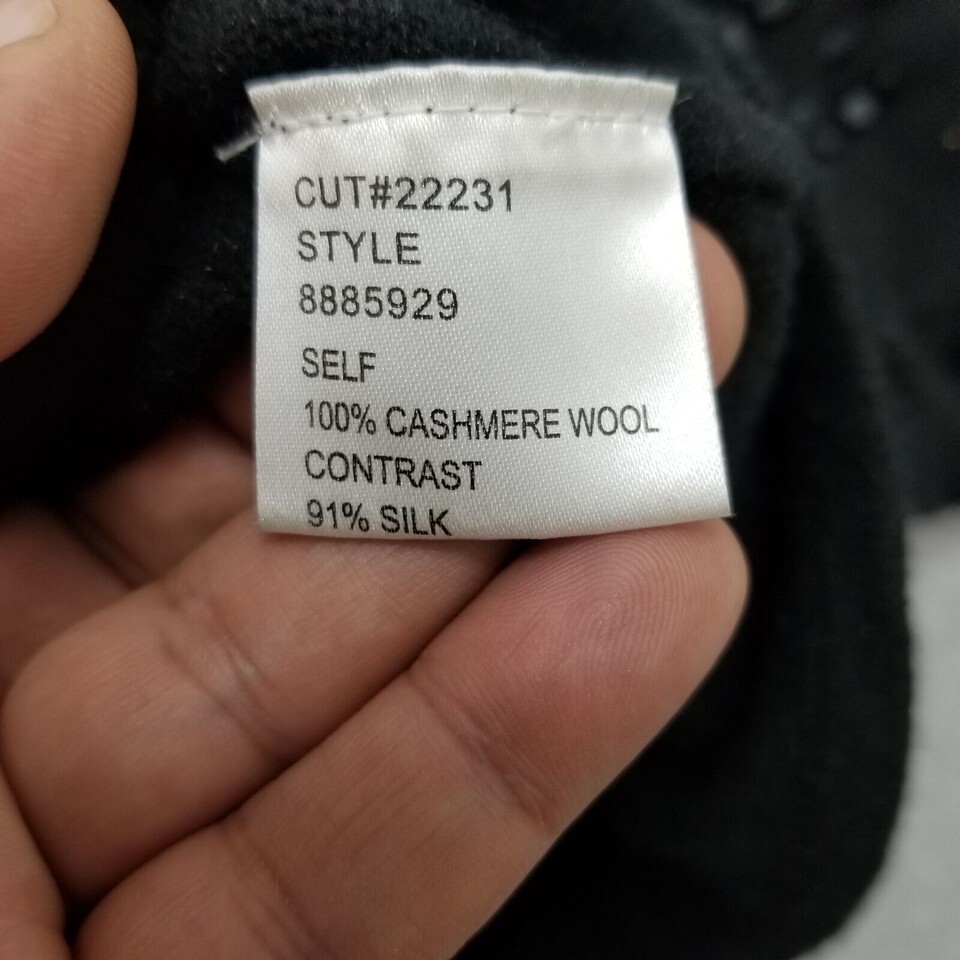 CUT#22231
STYLE
8885929
SELF
100% CASHMERE WOOL
CONTRAST
91% SILK